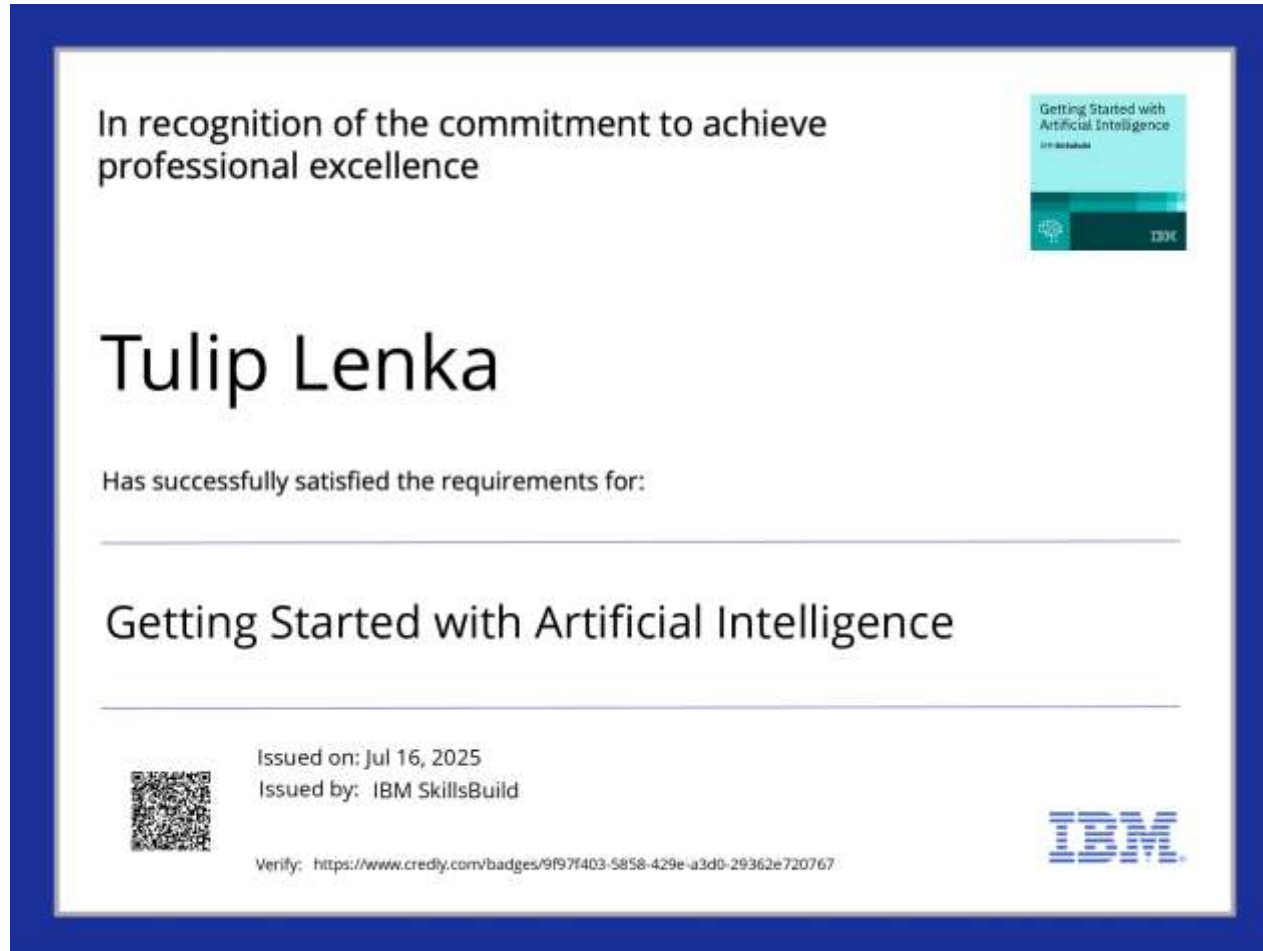 In recognition of the commitment to achieve
professional excellence
Getting Started with
Artificial Intelligence
IBM SkillsBuild
IBM
Tulip Lenka
Has successfully satisfied the requirements for:
Getting Started with Artificial Intelligence
Issued on: Jul 16, 2025
Issued by: IBM SkillsBuild
Verify: https://www.credly.com/badges/9f97f403-5858-429e-a3d0-29362e720767
IBM.